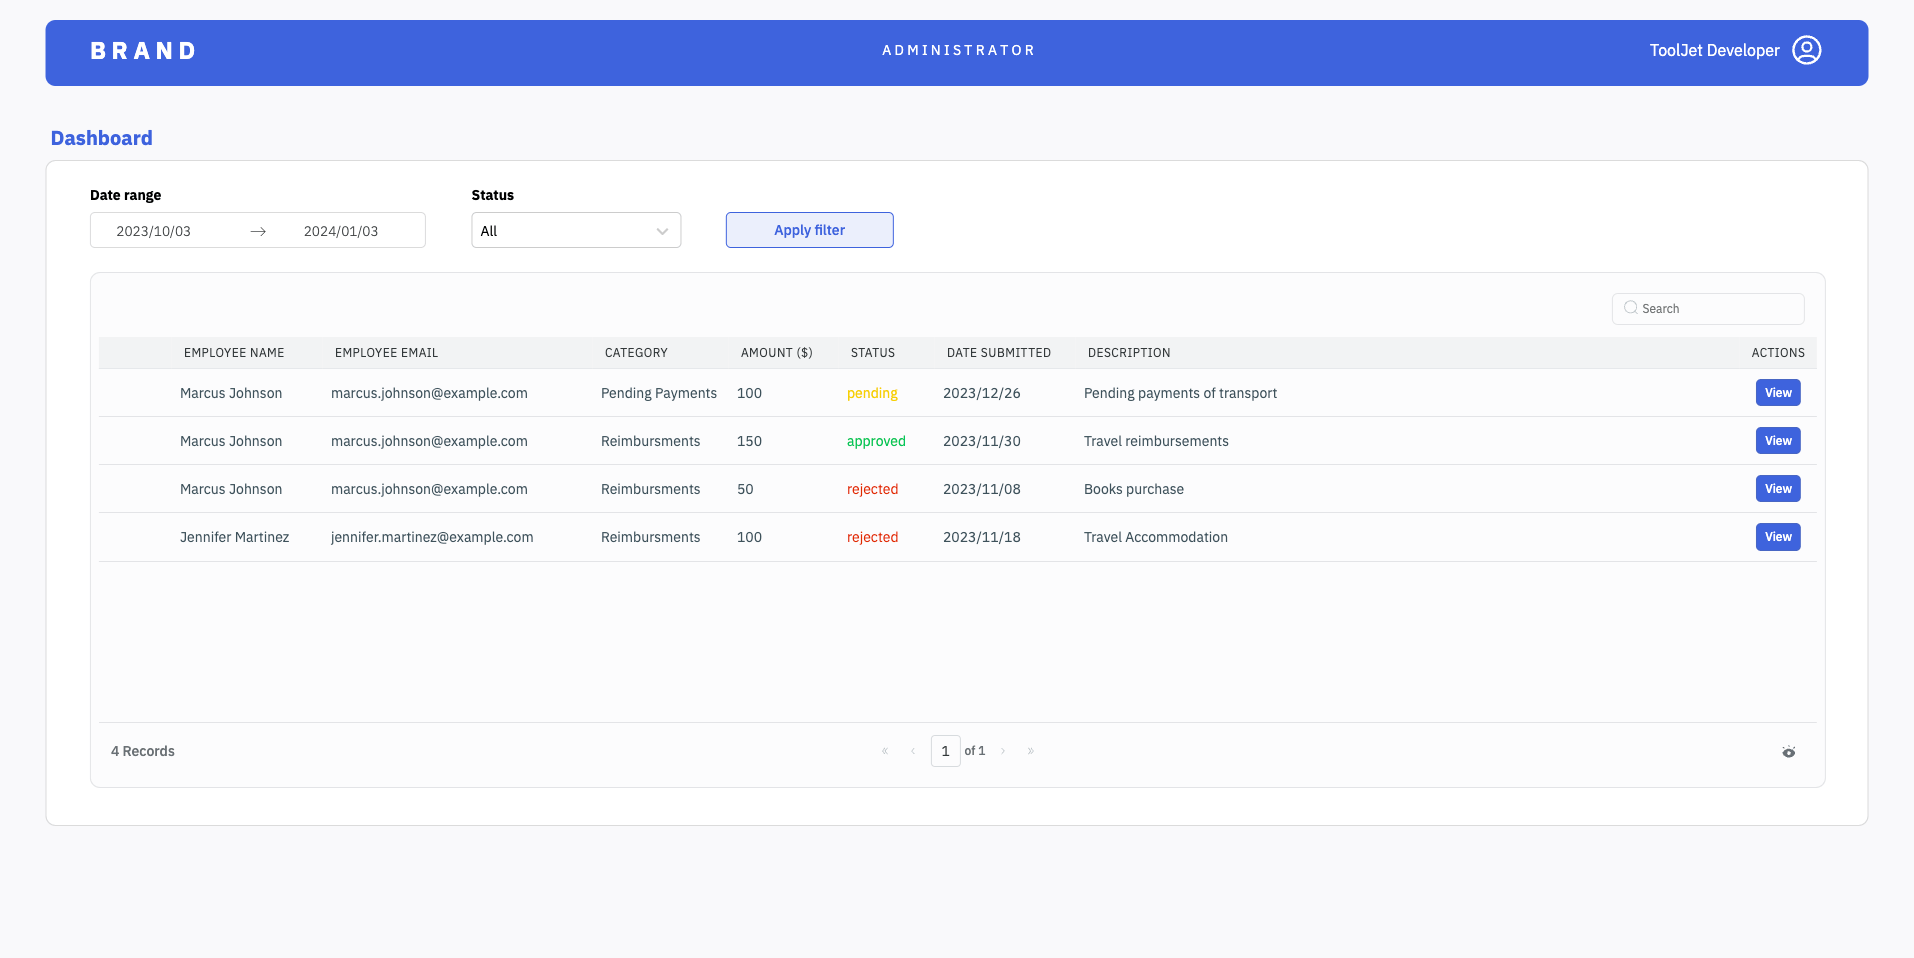 BRAND
ADMINISTRATOR
ToolJet Developer
Dashboard
Date range
Status
2023/10/03 → 2024/01/03
All
Apply filter
Search
EMPLOYEE NAME EMPLOYEE EMAIL CATEGORY AMOUNT ($) STATUS DATE SUBMITTED DESCRIPTION ACTIONS
Marcus Johnson marcus.johnson@example.com Pending Payments 100 pending 2023/12/26 Pending payments of transport View
Marcus Johnson marcus.johnson@example.com Reimbursments 150 approved 2023/11/30 Travel reimbursements View
Marcus Johnson marcus.johnson@example.com Reimbursments 50 rejected 2023/11/08 Books purchase View
Jennifer Martinez jennifer.martinez@example.com Reimbursments 100 rejected 2023/11/18 Travel Accommodation View
4 Records
« ‹ 1 of 1 › »